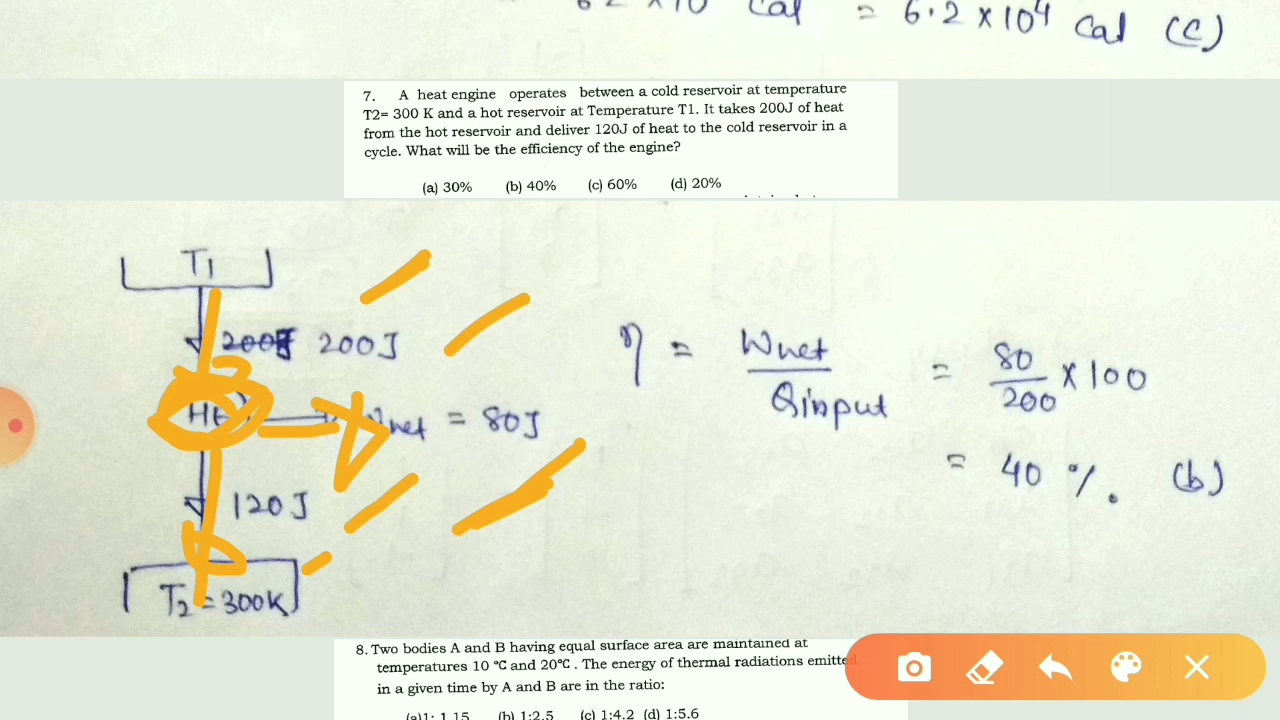 = 6.2 × 10⁴ Cal (c)
7. A heat engine operates between a cold reservoir at temperature
T2= 300 K and a hot reservoir at Temperature T1. It takes 200J of heat
from the hot reservoir and deliver 120J of heat to the cold reservoir in a
cycle. What will be the efficiency of the engine?
(a) 30% (b) 40% (c) 60% (d) 20%
T1
200J
HE
Wnet = 80J
120J
T2 = 300K
η = Wnet / Qinput = 80 / 200 × 100
= 40 %. (b)
8. Two bodies A and B having equal surface area are maintained at
temperatures 10 °C and 20°C . The energy of thermal radiations emitted
in a given time by A and B are in the ratio:
(a)1: 1.15 (b) 1:2.5 (c) 1:4.2 (d) 1:5.6